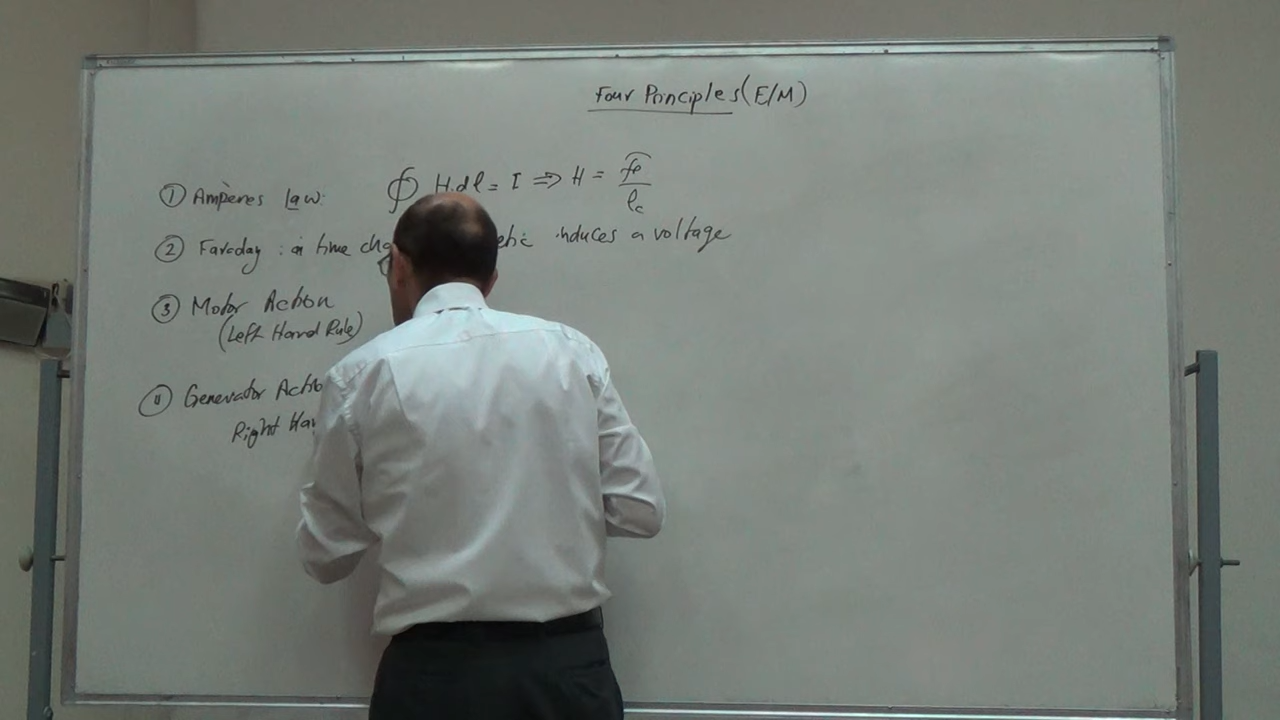 Four Principles (E/M)
① Ampères Law: ∮ H.dl = I ⇒ H = / lc
② Faraday : a time induces a voltage
③ Motor Action
(Left Hand Rule)
④ Generator
Right